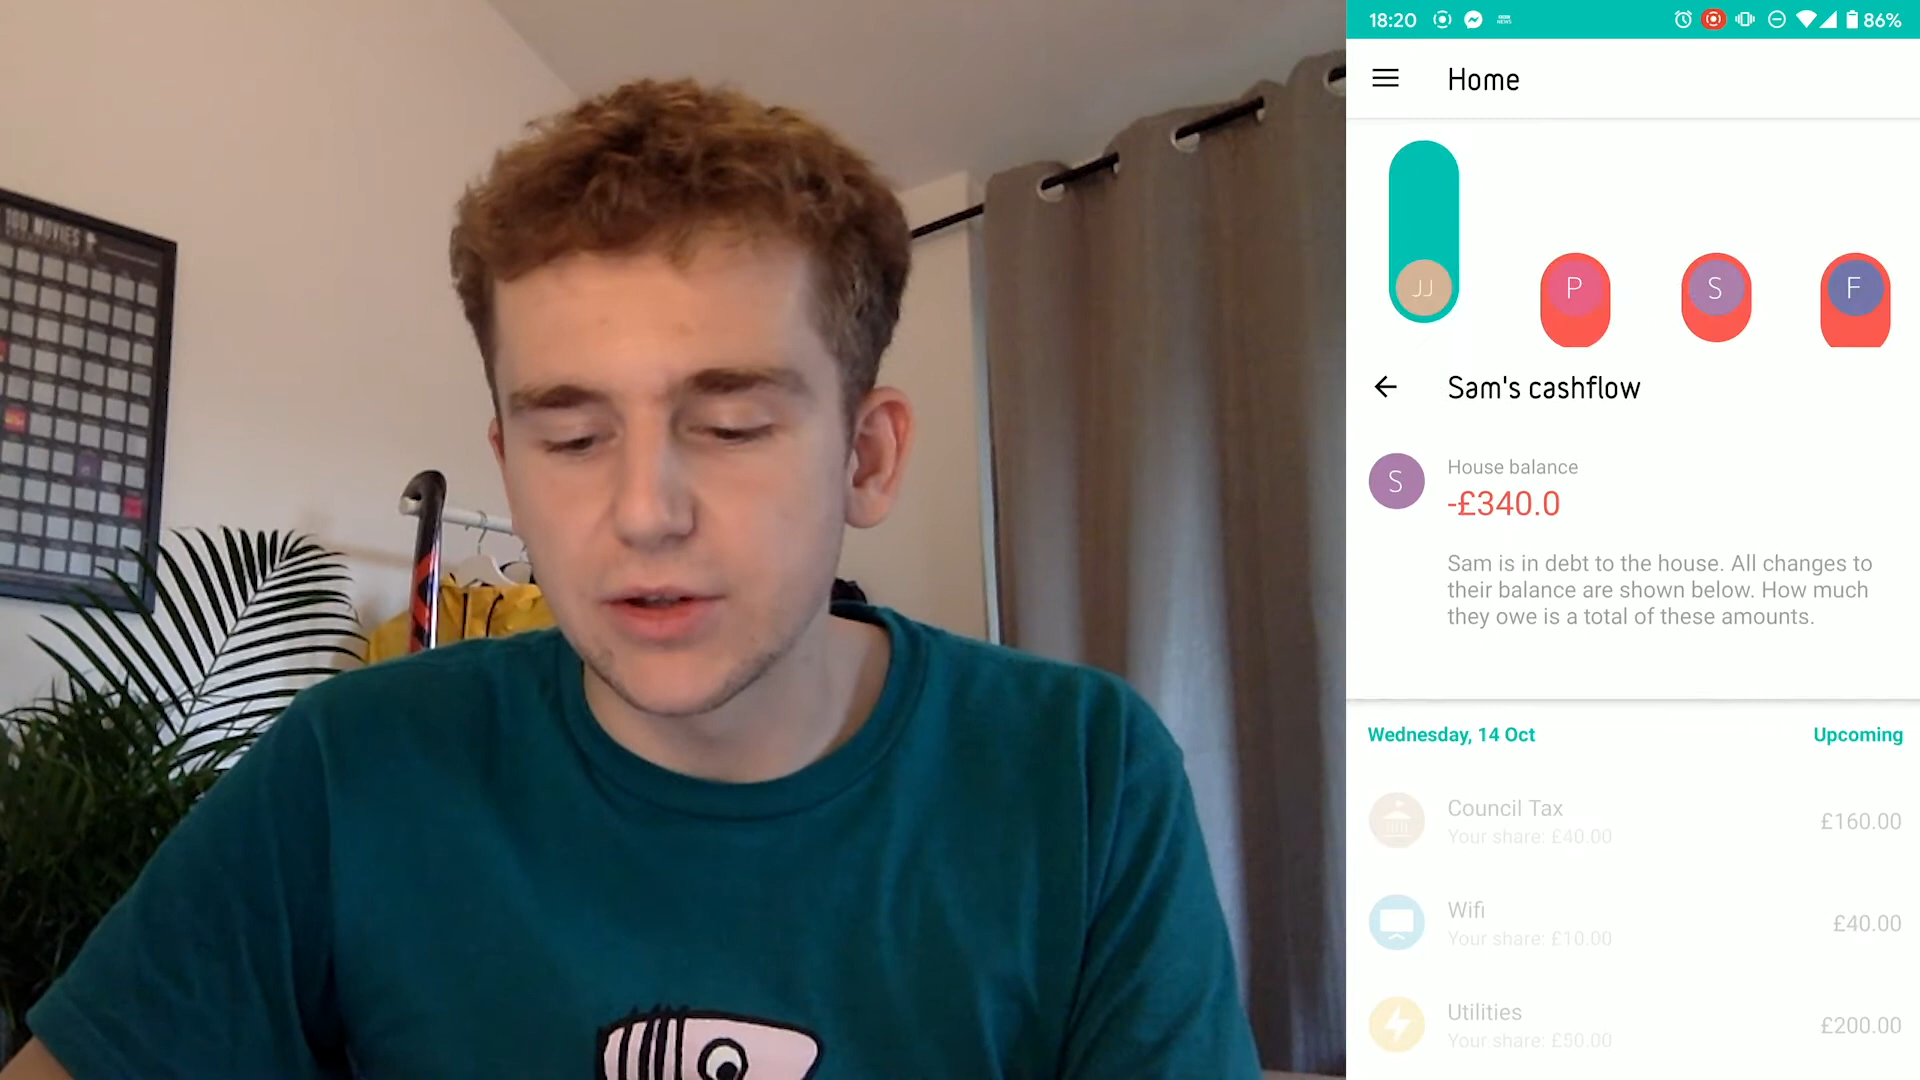 100 MOVIES
18:20
BBC
NEWS
86%
Home
JJ
P
S
F
Sam's cashflow
S
House balance
-£340.0
Sam is in debt to the house. All changes to
their balance are shown below. How much
they owe is a total of these amounts.
Wednesday, 14 Oct
Upcoming
Council Tax
Your share: £40.00
£160.00
Wifi
Your share: £10.00
£40.00
Utilities
Your share: £50.00
£200.00